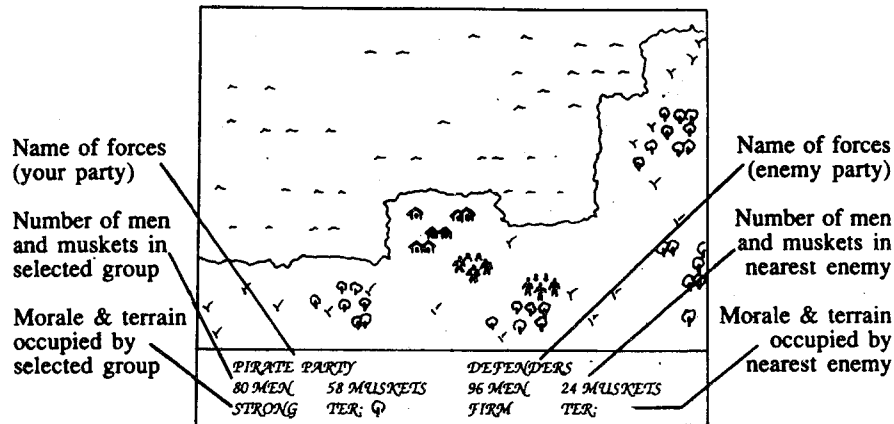 Name of forces
(your party)
Number of men
and muskets in
selected group
Morale & terrain
occupied by
selected group
Name of forces
(enemy party)
Number of men
and muskets in
nearest enemy
Morale & terrain
occupied by
nearest enemy
PIRATE PARTY
80 MEN 58 MUSKETS
STRONG TER:
DEFENDERS
96 MEN 24 MUSKETS
FIRM TER: